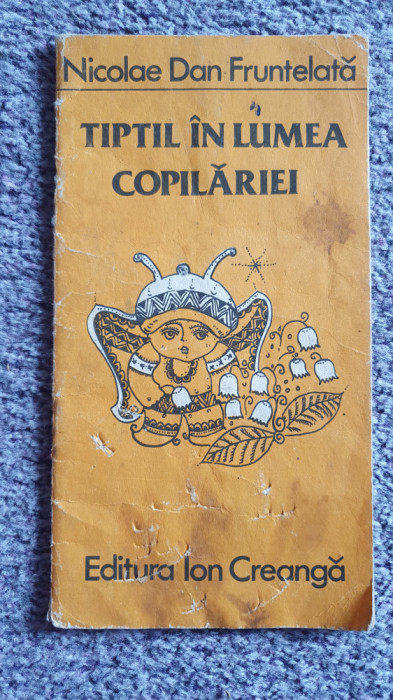 Nicolae Dan Fruntelată
TIPTIL ÎN LUMEA
COPILĂRIEI
Editura Ion Creangă